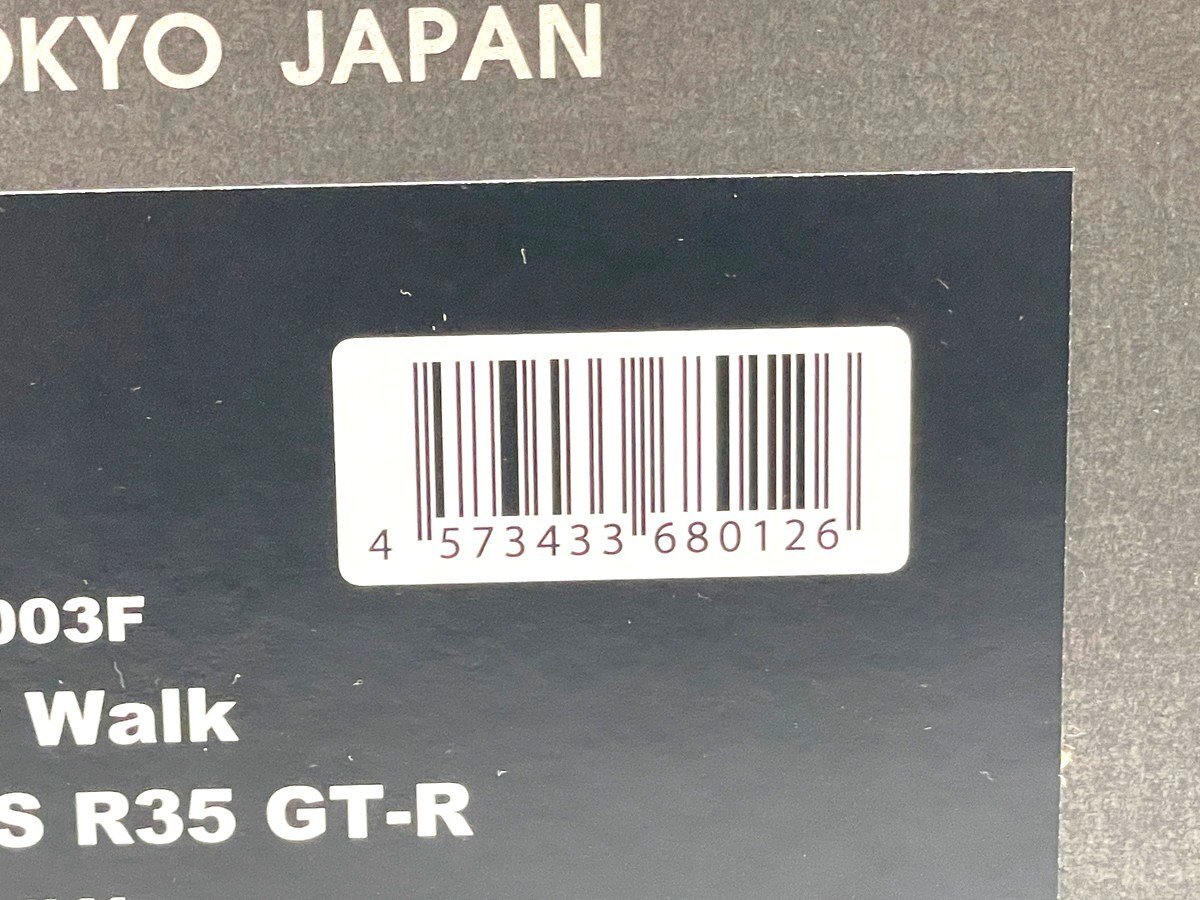 OKYO JAPAN
4 573433 680126
003F
Walk
S R35 GT-R